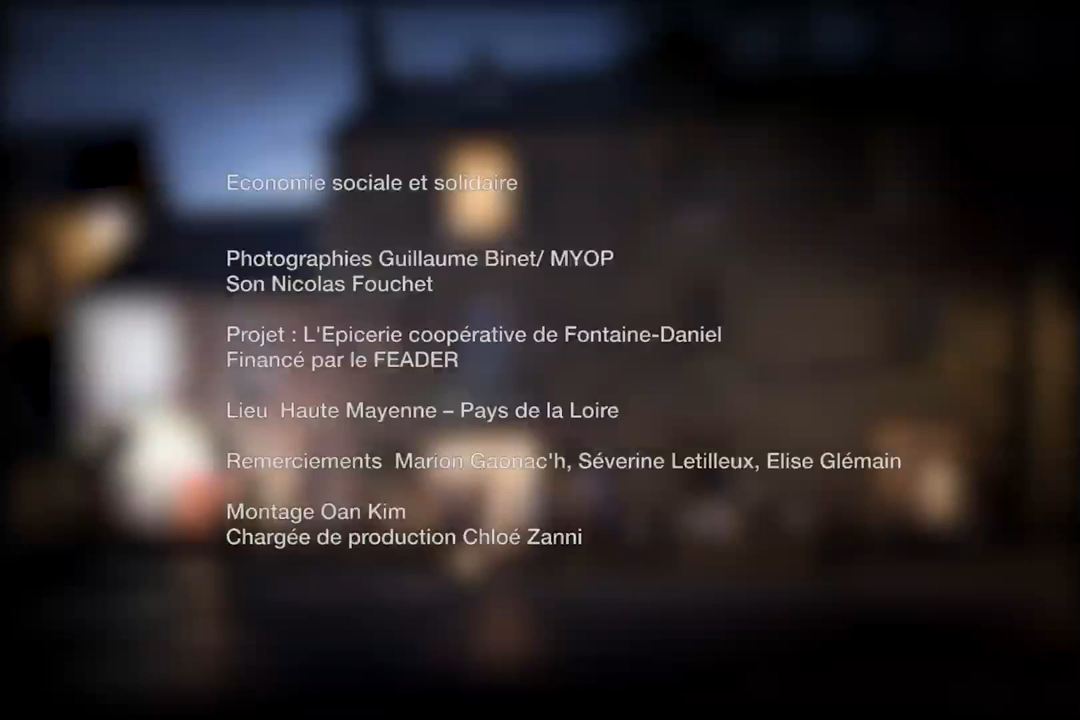 Economie sociale et solidaire
Photographies Guillaume Binet/ MYOP
Son Nicolas Fouchet
Projet : L'Epicerie coopérative de Fontaine-Daniel
Financé par le FEADER
Lieu  Haute Mayenne – Pays de la Loire
Remerciements  Marion Gaonac'h, Séverine Letilleux, Elise Glémain
Montage Oan Kim
Chargée de production Chloé Zanni